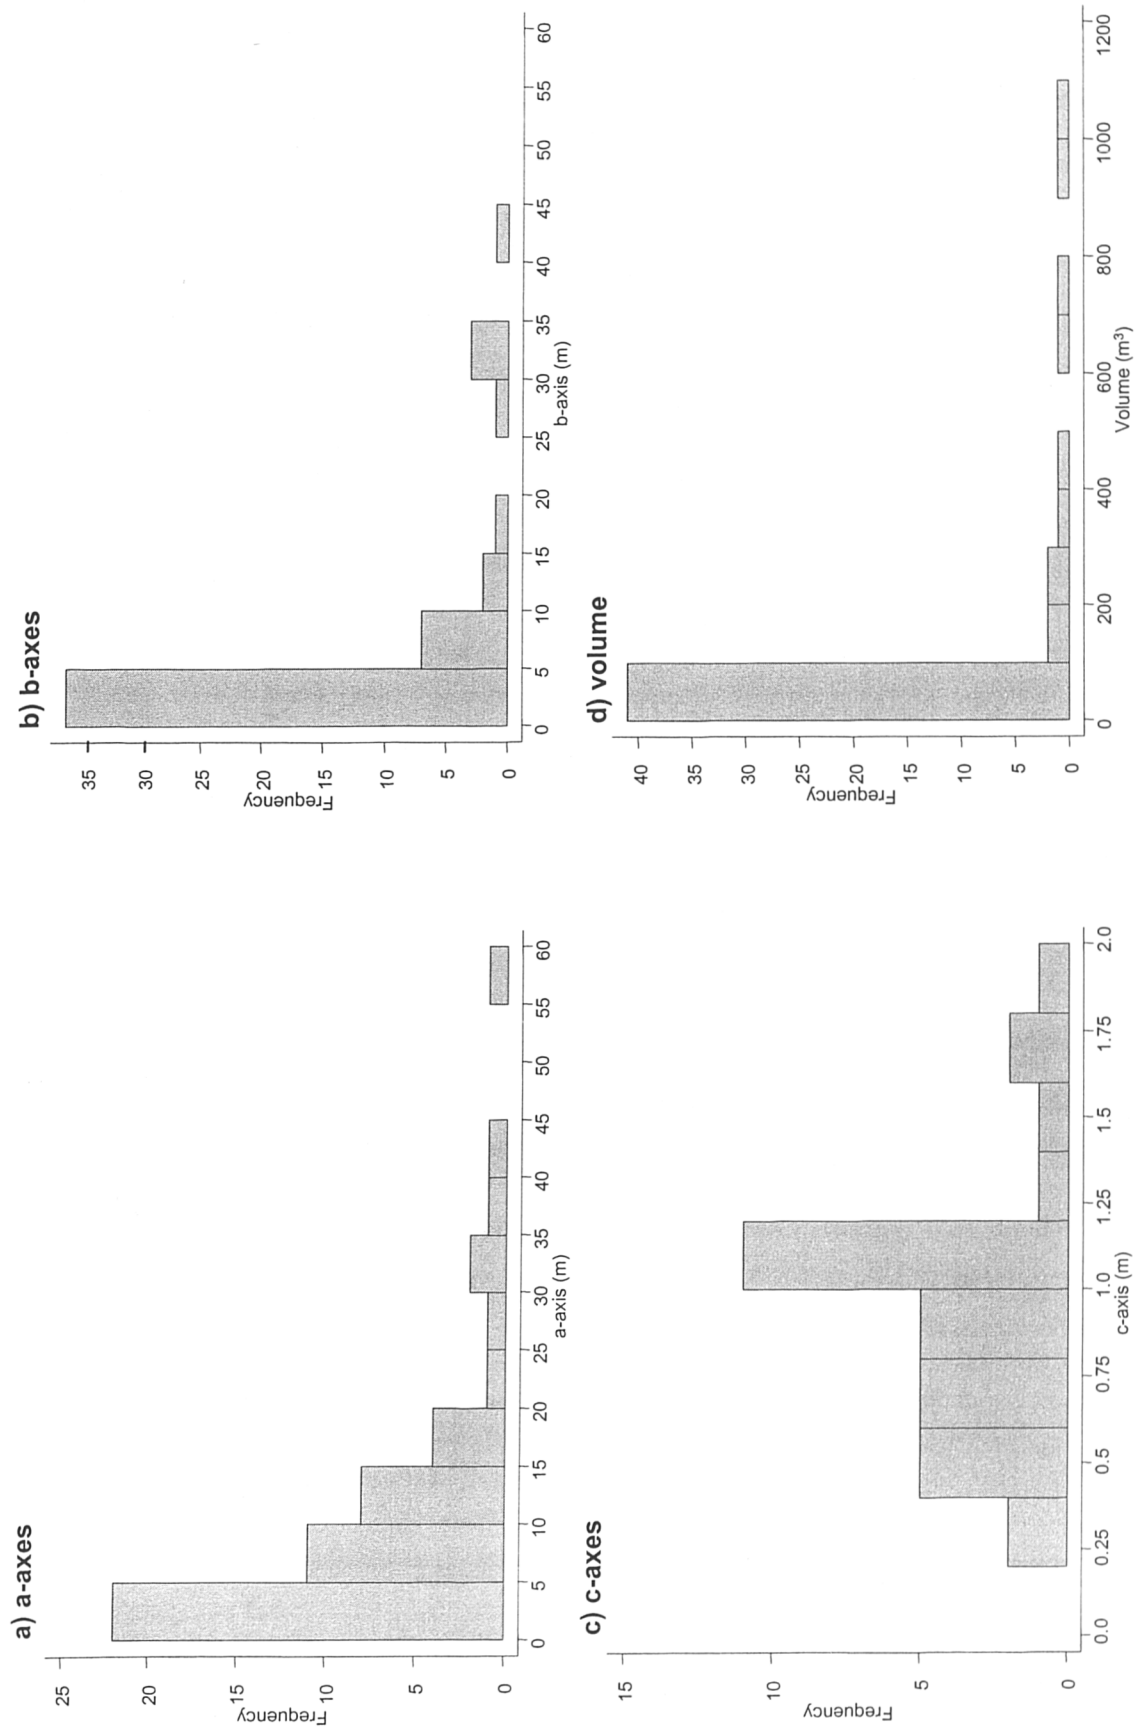 a) a-axes
Frequency
25
20
15
10
5
0
0 5 10 15 20 25 30 35 40 45 50 55 60
a-axis (m)
b) b-axes
Frequency
35
30
25
20
15
10
5
0
0 5 10 15 20 25 30 35 40 45 50 55 60
b-axis (m)
c) c-axes
Frequency
15
10
5
0
0.0 0.25 0.5 0.75 1.0 1.25 1.5 1.75 2.0
c-axis (m)
d) volume
Frequency
40
35
30
25
20
15
10
5
0
0 200 400 600 800 1000 1200
Volume (m³)